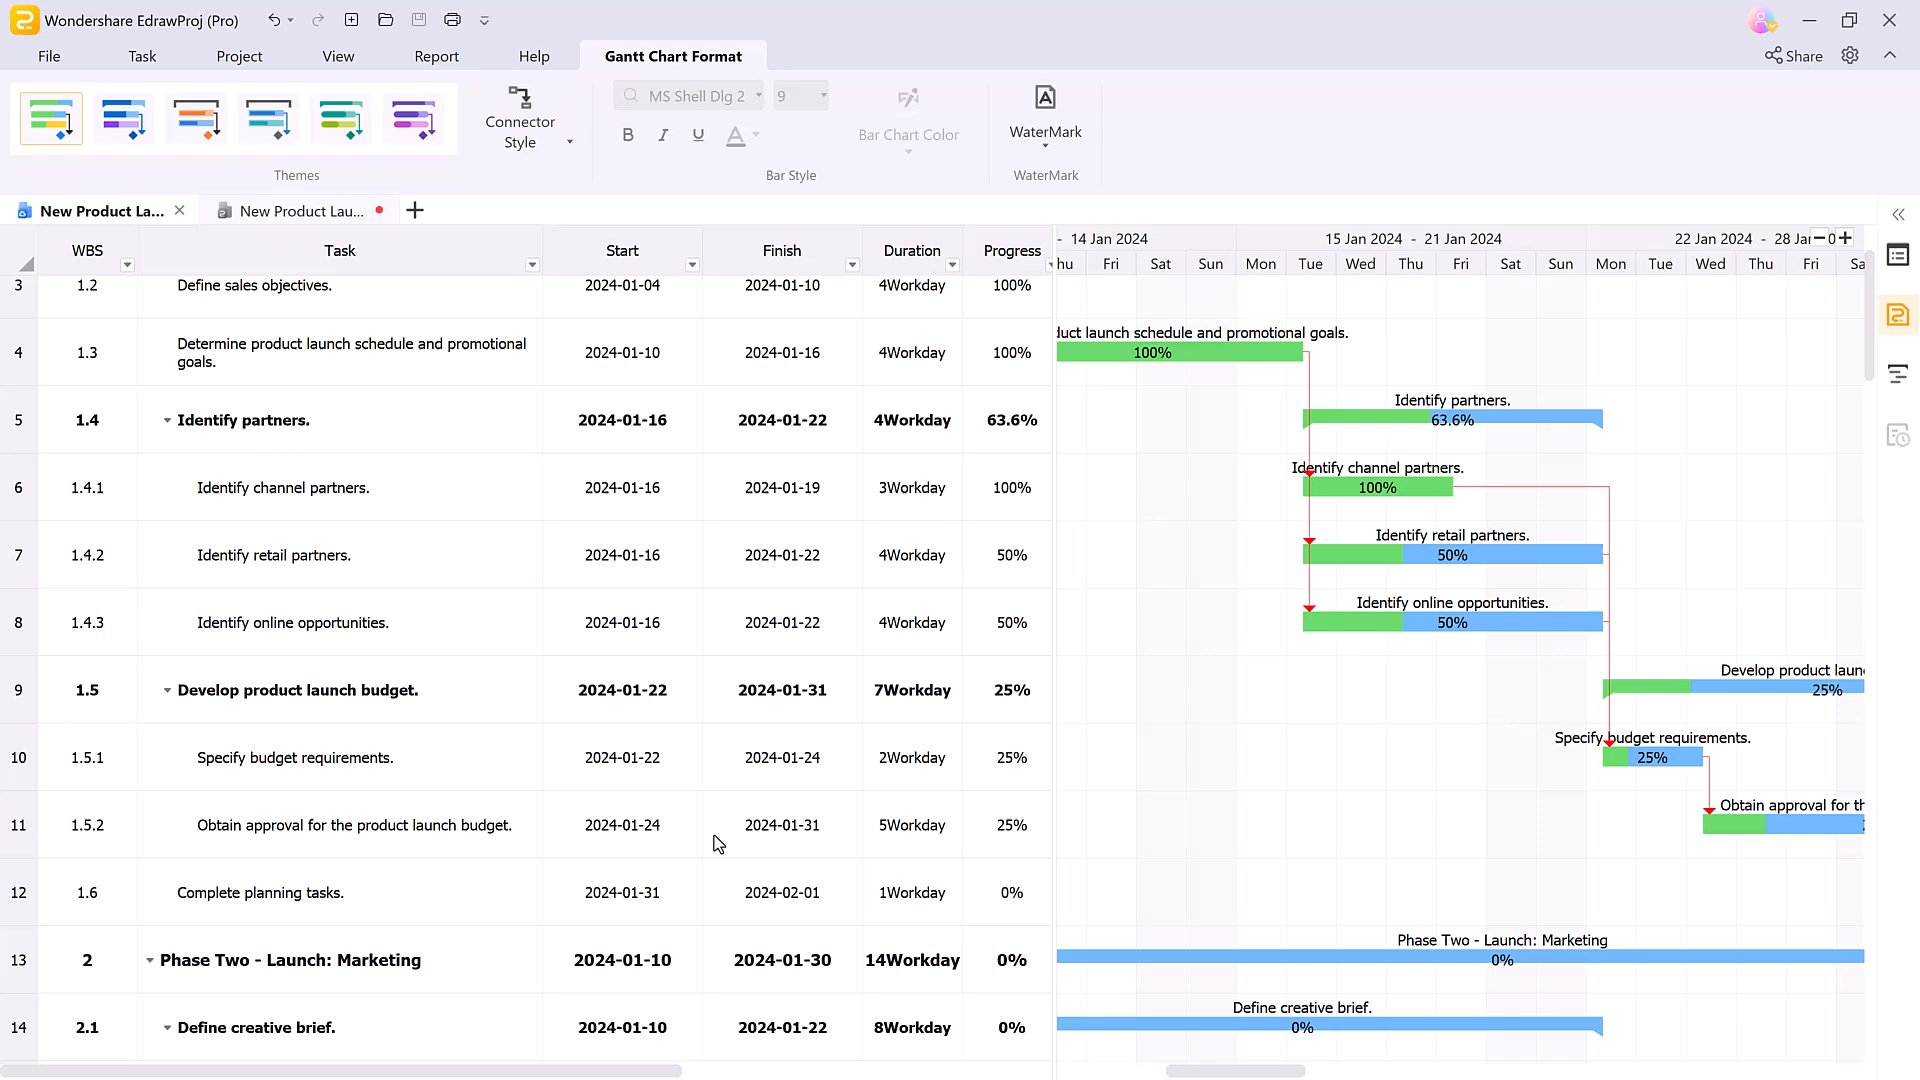 Wondershare EdrawProj (Pro)
File Task Project View Report Help Gantt Chart Format Share
Connector Style
MS Shell Dlg 2 9
B I U A
Bar Chart Color
WaterMark
Themes Bar Style WaterMark
New Product La... New Product Lau...
WBS Task Start Finish Duration Progress
- 14 Jan 2024 15 Jan 2024 - 21 Jan 2024 22 Jan 2024 - 28 Jan
hu Fri Sat Sun Mon Tue Wed Thu Fri Sat Sun Mon Tue Wed Thu Fri Sa
3 1.2 Define sales objectives. 2024-01-04 2024-01-10 4Workday 100%
4 1.3 Determine product launch schedule and promotional goals. 2024-01-10 2024-01-16 4Workday 100%
duct launch schedule and promotional goals.
100%
5 1.4 Identify partners. 2024-01-16 2024-01-22 4Workday 63.6%
Identify partners.
63.6%
6 1.4.1 Identify channel partners. 2024-01-16 2024-01-19 3Workday 100%
Identify channel partners.
100%
7 1.4.2 Identify retail partners. 2024-01-16 2024-01-22 4Workday 50%
Identify retail partners.
50%
8 1.4.3 Identify online opportunities. 2024-01-16 2024-01-22 4Workday 50%
Identify online opportunities.
50%
9 1.5 Develop product launch budget. 2024-01-22 2024-01-31 7Workday 25%
Develop product laun
25%
10 1.5.1 Specify budget requirements. 2024-01-22 2024-01-24 2Workday 25%
Specify budget requirements.
25%
11 1.5.2 Obtain approval for the product launch budget. 2024-01-24 2024-01-31 5Workday 25%
Obtain approval for th
12 1.6 Complete planning tasks. 2024-01-31 2024-02-01 1Workday 0%
13 2 Phase Two - Launch: Marketing 2024-01-10 2024-01-30 14Workday 0%
Phase Two - Launch: Marketing
0%
14 2.1 Define creative brief. 2024-01-10 2024-01-22 8Workday 0%
Define creative brief.
0%